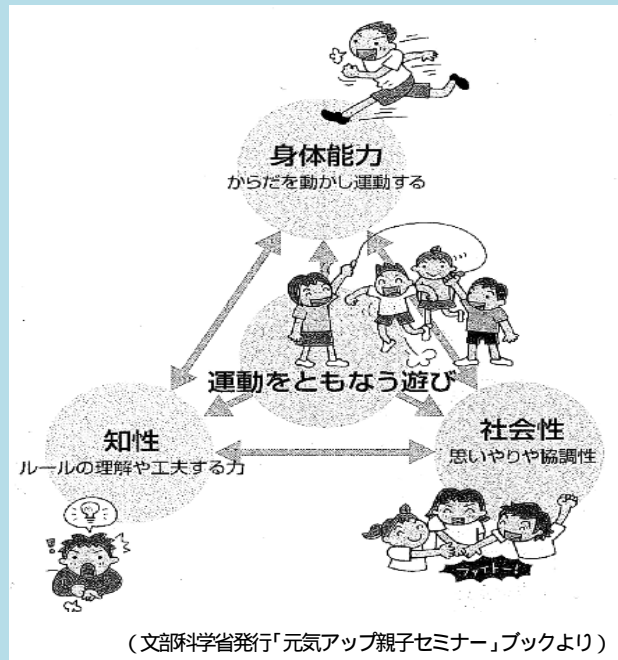 身体能力
からだを動かし運動する
運動をともなう遊び
知性
ルールの理解や工夫する力
社会性
思いやりや協調性
ファイトー!
(文部科学省発行「元気アップ親子セミナー」ブックより)